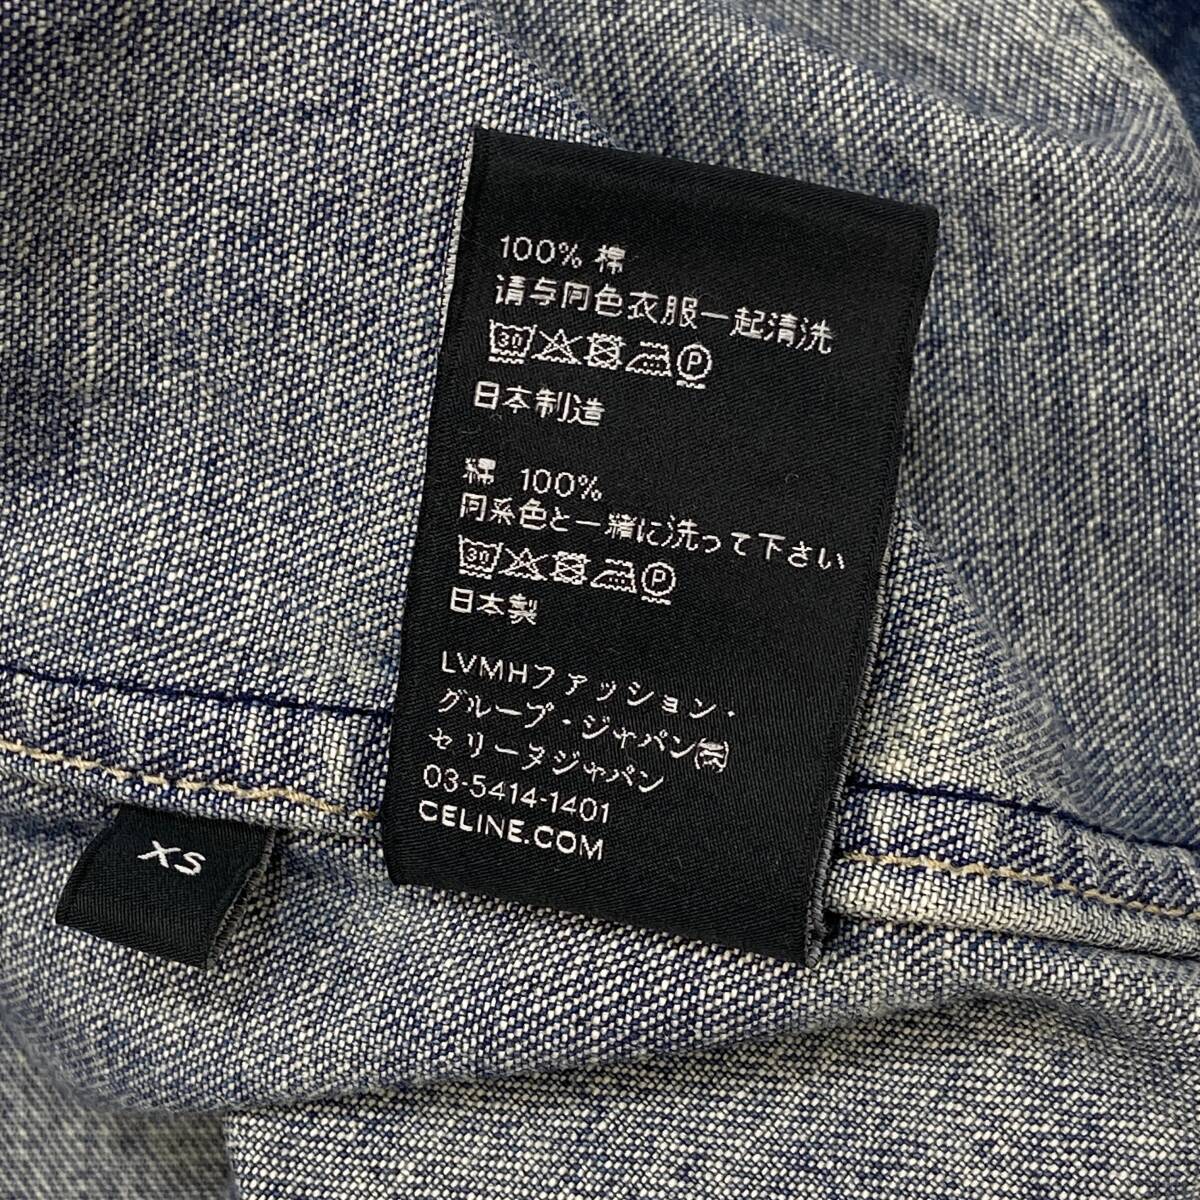 100% 棉
请与同色衣服一起清洗
30 P
日本制造
綿 100%
同系色と一緒に洗って下さい
30 P
日本製
LVMHファッション・
グループ・ジャパン㈱
セリーヌジャパン
03-5414-1401
CELINE.COM
XS